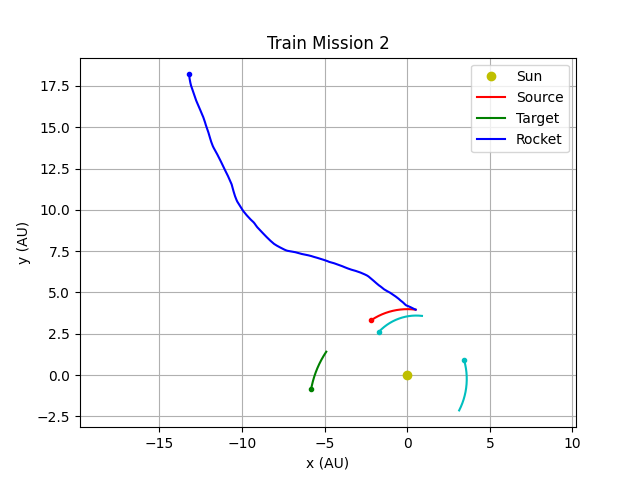 Train Mission 2
Sun
Source
Target
Rocket
17.5
15.0
12.5
10.0
7.5
5.0
2.5
0.0
−2.5
y (AU)
−15 −10 −5 0 5 10
x (AU)